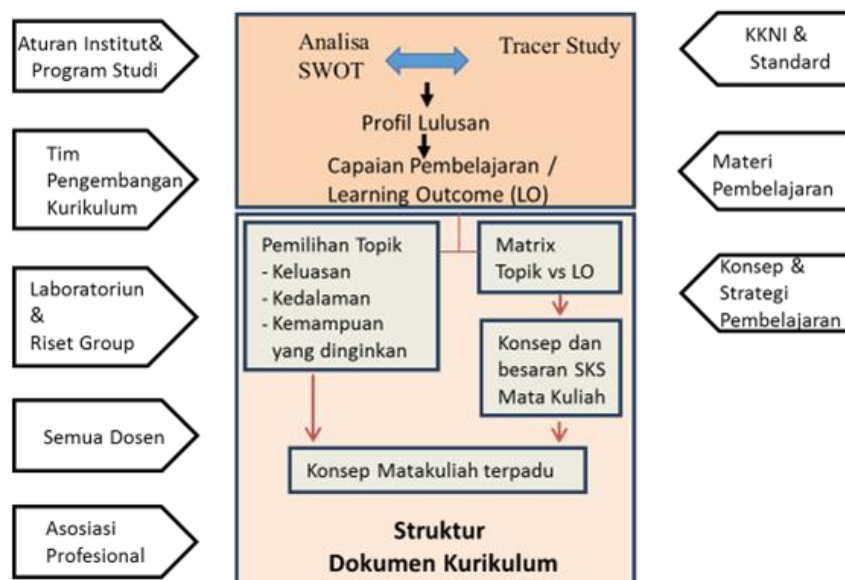 Aturan Institut&
Program Studi
Tim
Pengembangan
Kurikulum
Laboratoriun
&
Riset Group
Semua Dosen
Asosiasi
Profesional
Analisa
SWOT
Tracer Study
Profil Lulusan
Capaian Pembelajaran /
Learning Outcome (LO)
Pemilihan Topik
- Keluasan
- Kedalaman
- Kemampuan
yang dinginkan
Matrix
Topik vs LO
Konsep dan
besaran SKS
Mata Kuliah
Konsep Matakuliah terpadu
Struktur
Dokumen Kurikulum
KKNI &
Standard
Materi
Pembelajaran
Konsep &
Strategi
Pembelajaran